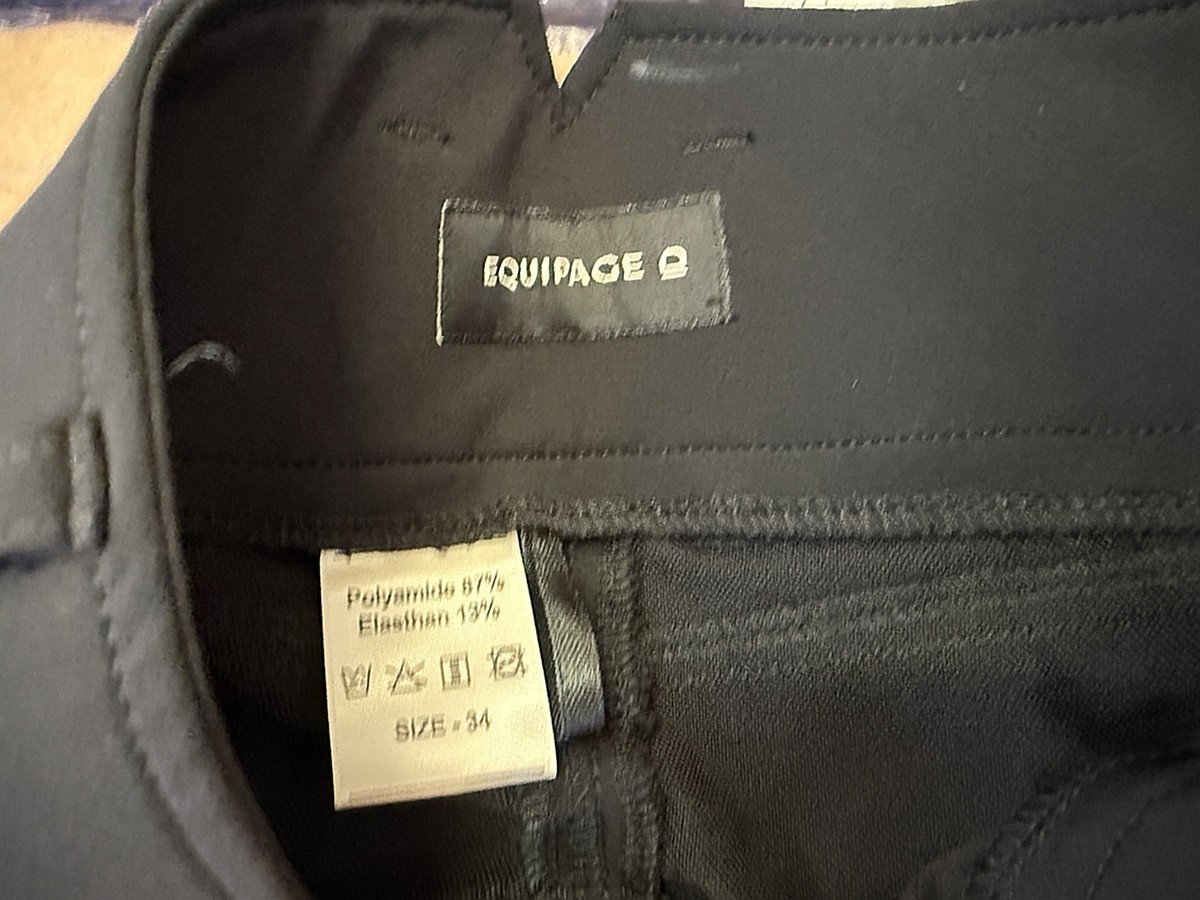 EQUIPAGE
Polyamide 87%
Elasthan 13%
SIZE - 34